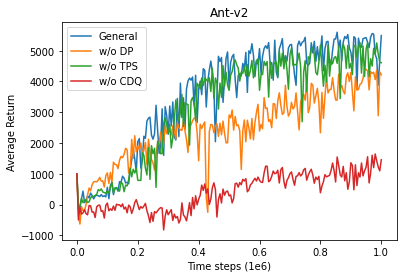 Ant-v2
General
w/o DP
w/o TPS
w/o CDQ
Average Return
5000
4000
3000
2000
1000
0
−1000
0.0 0.2 0.4 0.6 0.8 1.0
Time steps (1e6)